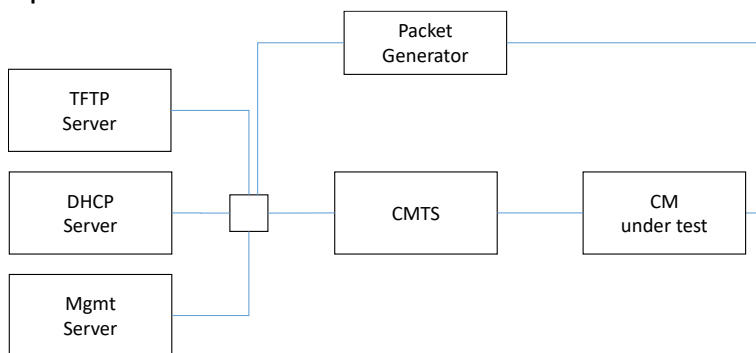 Packet
Generator
TFTP
Server
DHCP
Server
CMTS
CM
under test
Mgmt
Server